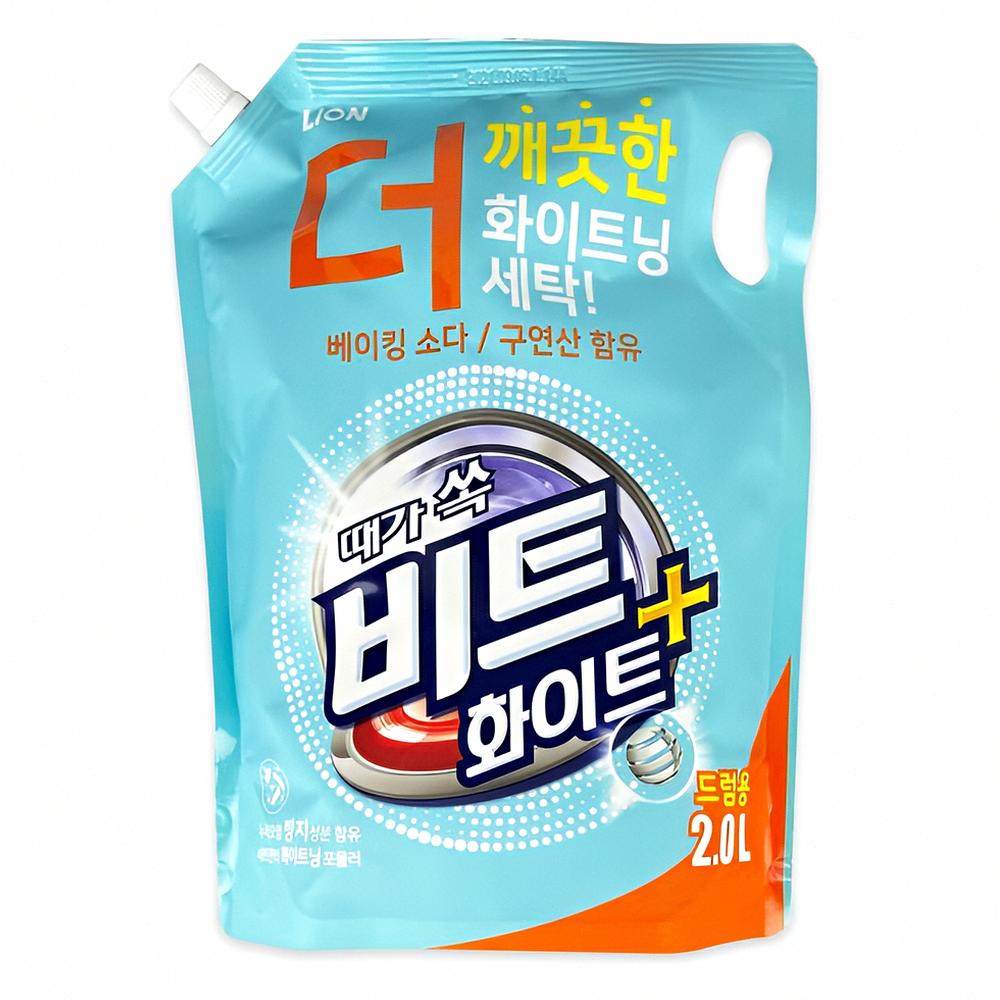 LION
더 깨끗한
화이트닝
세탁!
베이킹 소다 / 구연산 함유
때가 쏙
비트+
화이트
드럼용
2.0L
방지 성분 함유
화이트닝 포뮬러